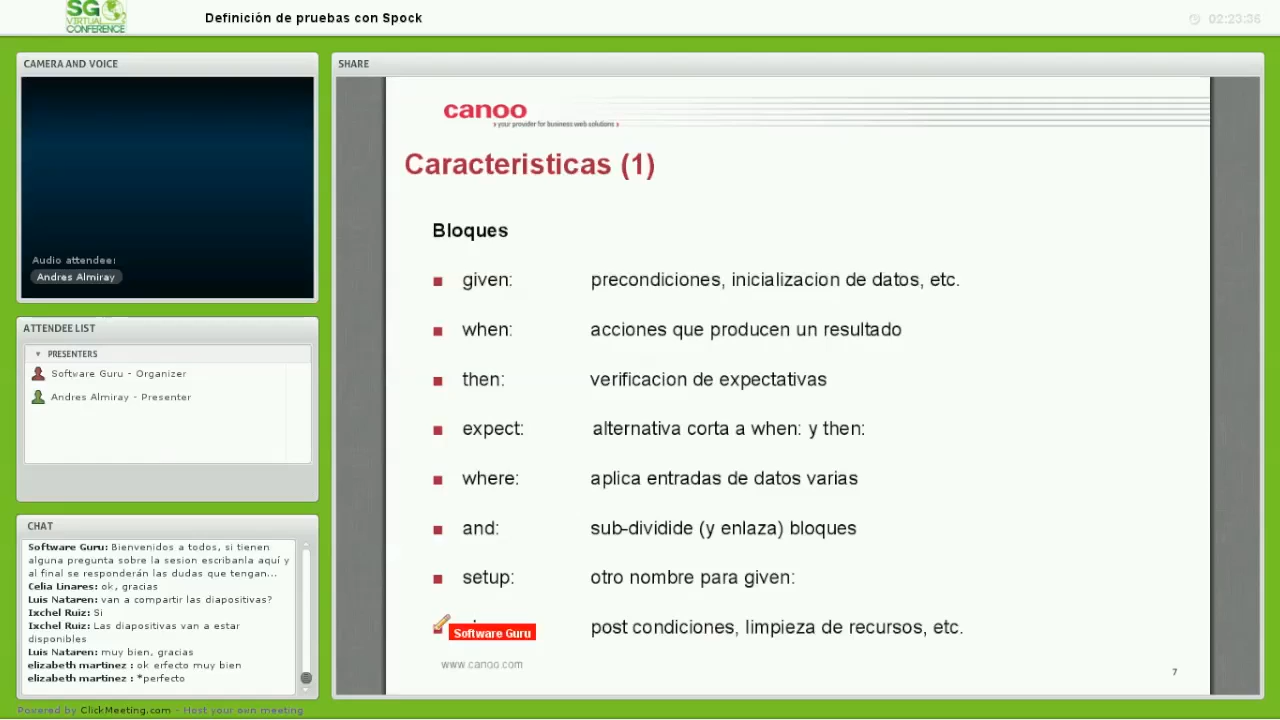 SG
VIRTUAL
CONFERENCE
Definición de pruebas con Spock
02:23:36
CAMERA AND VOICE
Audio attendee:
Andres Almiray
ATTENDEE LIST
PRESENTERS
Software Guru - Organizer
Andres Almiray - Presenter
CHAT
Software Guru: Bienvenidos a todos, si tienen
alguna pregunta sobre la sesion escribanla aquí y
al final se responderán las dudas que tengan...
Celia Linares: ok, gracias
Luis Nataren: van a compartir las diapositivas?
Ixchel Ruiz: Si
Ixchel Ruiz: Las diapositivas van a estar
disponibles
Luis Nataren: muy bien, gracias
elizabeth martinez : ok erfecto muy bien
elizabeth martinez : *perfecto
Powered by ClickMeeting.com - Host your own meeting
SHARE
canoo
your provider for business web solutions
Caracteristicas (1)
Bloques
given: precondiciones, inicializacion de datos, etc.
when: acciones que producen un resultado
then: verificacion de expectativas
expect: alternativa corta a when: y then:
where: aplica entradas de datos varias
and: sub-divide (y enlaza) bloques
setup: otro nombre para given:
Software Guru post condiciones, limpieza de recursos, etc.
www.canoo.com
7